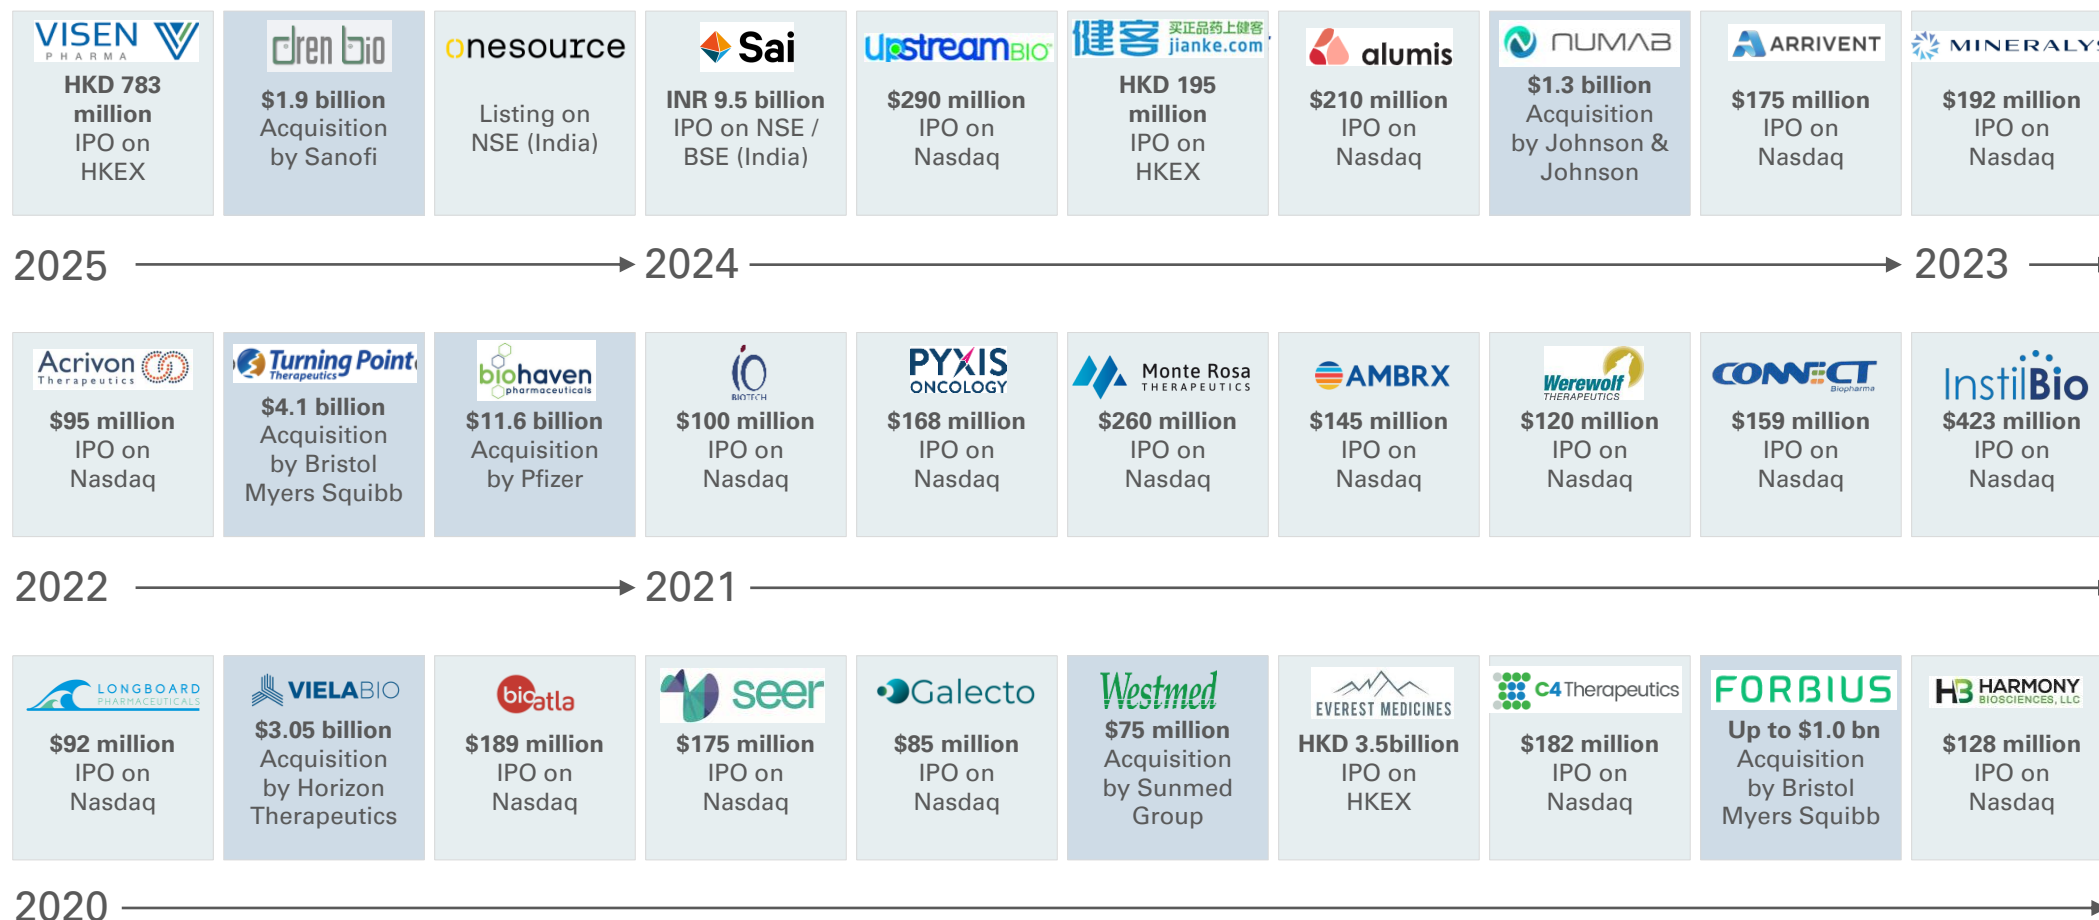 VISEN
PHARMA
HKD 783
million
IPO on
HKEX
dren bio
$1.9 billion
Acquisition
by Sanofi
onesource
Listing on
NSE (India)
Sai
INR 9.5 billion
IPO on NSE /
BSE (India)
UpstreamBIO
$290 million
IPO on
Nasdaq
健客 买正品药上健客
jianke.com
HKD 195
million
IPO on
HKEX
alumis
$210 million
IPO on
Nasdaq
NUMAB
$1.3 billion
Acquisition
by Johnson &
Johnson
ARRIVENT
$175 million
IPO on
Nasdaq
MINERALYS
$192 million
IPO on
Nasdaq
2025
2024
2023
Acrivon
Therapeutics
$95 million
IPO on
Nasdaq
Turning Point
Therapeutics
$4.1 billion
Acquisition
by Bristol
Myers Squibb
biohaven
pharmaceuticals
$11.6 billion
Acquisition
by Pfizer
iO
BIOTECH
$100 million
IPO on
Nasdaq
PYXIS
ONCOLOGY
$168 million
IPO on
Nasdaq
Monte Rosa
THERAPEUTICS
$260 million
IPO on
Nasdaq
AMBRX
$145 million
IPO on
Nasdaq
Werewolf
THERAPEUTICS
$120 million
IPO on
Nasdaq
CONNECT
Biopharma
$159 million
IPO on
Nasdaq
InstilBio
$423 million
IPO on
Nasdaq
2022
2021
LONGBOARD
PHARMACEUTICALS
$92 million
IPO on
Nasdaq
VIELABIO
$3.05 billion
Acquisition
by Horizon
Therapeutics
bioatla
$189 million
IPO on
Nasdaq
seer
$175 million
IPO on
Nasdaq
Galecto
$85 million
IPO on
Nasdaq
Westmed
$75 million
Acquisition
by Sunmed
Group
EVEREST MEDICINES
HKD 3.5billion
IPO on
HKEX
C4 Therapeutics
$182 million
IPO on
Nasdaq
FORBIUS
Up to $1.0 bn
Acquisition
by Bristol
Myers Squibb
HB HARMONY
BIOSCIENCES, LLC
$128 million
IPO on
Nasdaq
2020